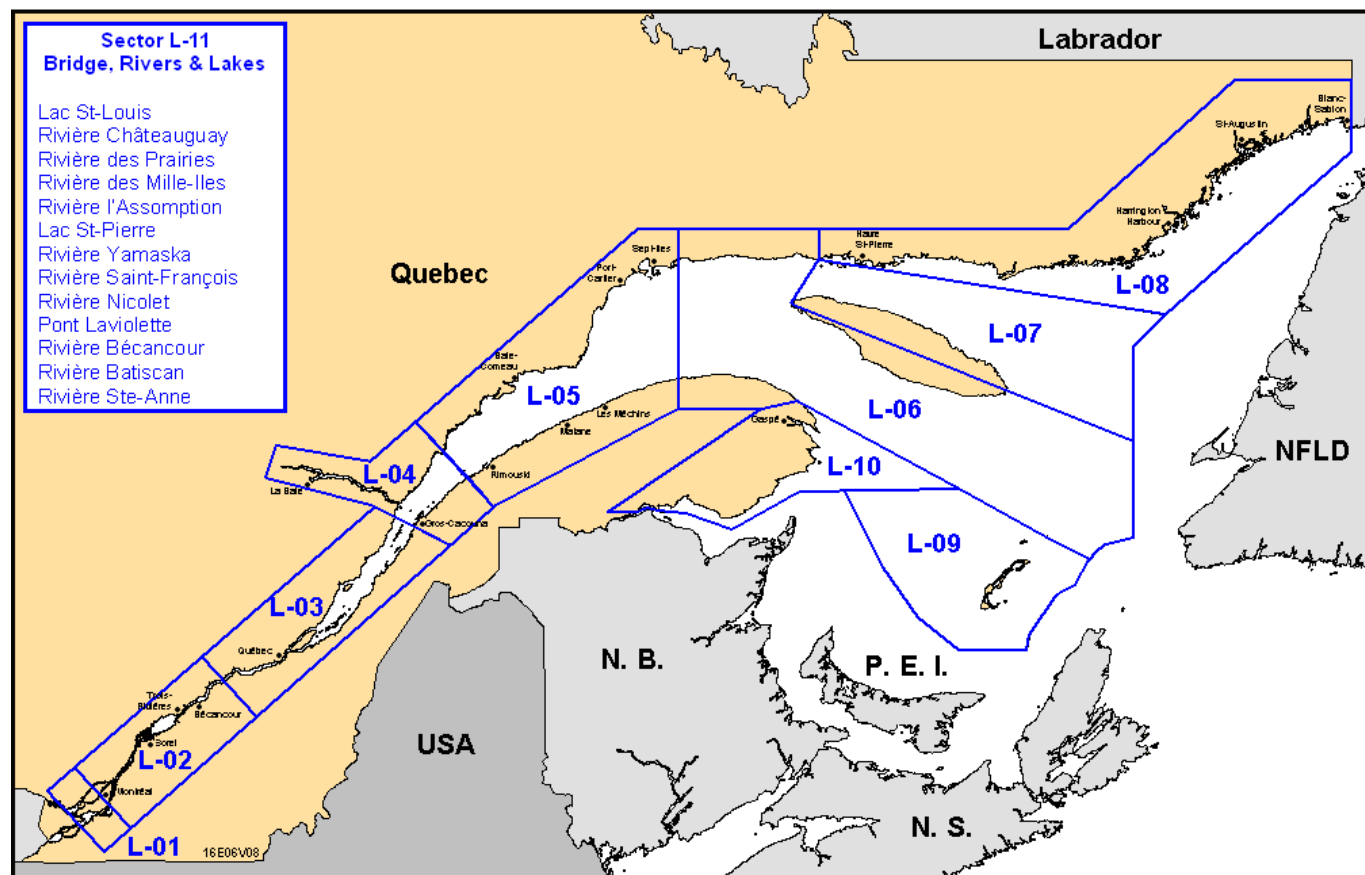 Sector L-11
Bridge, Rivers & Lakes
Lac St-Louis
Rivière Châteauguay
Rivière des Prairies
Rivière des Mille-Iles
Rivière l'Assomption
Lac St-Pierre
Rivière Yamaska
Rivière Saint-François
Rivière Nicolet
Pont Laviolette
Rivière Bécancour
Rivière Batiscan
Rivière Ste-Anne
Labrador
Blanc-
Sablon
St-Augustin
Harrington
Harbour
Havre
St-Pierre
Sept-Iles
Port-
Cartier
Quebec
L-08
L-07
Baie-
Comeau
L-05
Les Méchins
Matane
L-06
Gaspé
NFLD
L-10
Rimouski
L-04
La Baie
Gros-Cacouna
L-09
L-03
Québec
N. B.
P. E. I.
Trois-
Rivières
Bécancour
Sorel
USA
L-02
Montréal
N. S.
L-01
16E06V08